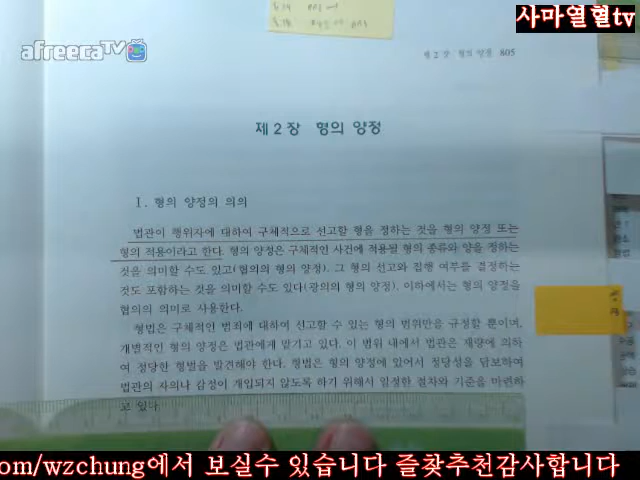 사마열혈tv
afreecaTV
제 2 장 형의 양정 805
제 2 장 형의 양정
Ⅰ. 형의 양정의 의의
법관이 행위자에 대하여 구체적으로 선고할 형을 정하는 것을 형의 양정 또는
형의 적용이라고 한다. 형의 양정은 구체적인 사건에 적용될 형의 종류와 양을 정하는
것을 의미할 수도 있고(협의의 형의 양정), 그 형의 선고와 집행 여부를 결정하는
것도 포함하는 것을 의미할 수도 있다(광의의 형의 양정). 이하에서는 형의 양정을
협의의 의미로 사용한다.
형법은 구체적인 범죄에 대하여 선고할 수 있는 형의 범위만을 규정할 뿐이며,
개별적인 형의 양정은 법관에게 맡기고 있다. 이 범위 내에서 법관은 재량에 의하
여 정당한 형벌을 발견해야 한다. 형법은 형의 양정에 있어서 정당성을 담보하여
법관의 자의나 감정이 개입되지 않도록 하기 위해서 일정한 절차와 기준을 마련하
고 있다
om/wzchung에서 보실수 있습니다 즐찾추천감사합니다